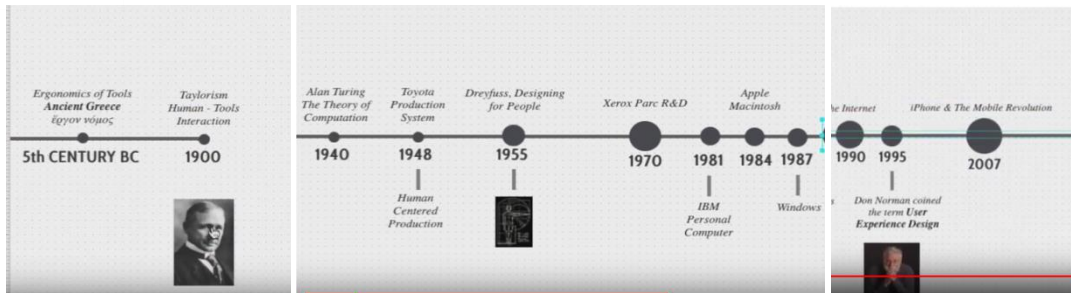 Ergonomics of Tools
Ancient Greece
ἔργον νόμος
5th CENTURY BC
Taylorism
Human - Tools
Interaction
1900
Alan Turing
The Theory of
Computation
1940
Toyota
Production
System
1948
Human
Centered
Production
Dreyfuss, Designing
for People
1955
Xerox Parc R&D
1970
1981
IBM
Personal
Computer
Apple
Macintosh
1984
1987
Windows
he Internet
1990
1995
Don Norman coined
the term User
Experience Design
iPhone & The Mobile Revolution
2007